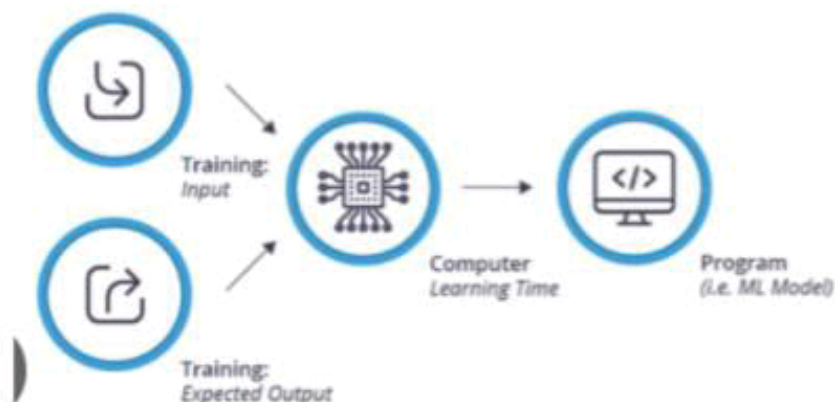 Training:
Input
</>
Computer
Learning Time
Program
(i.e. ML Model)
Training:
Expected Output